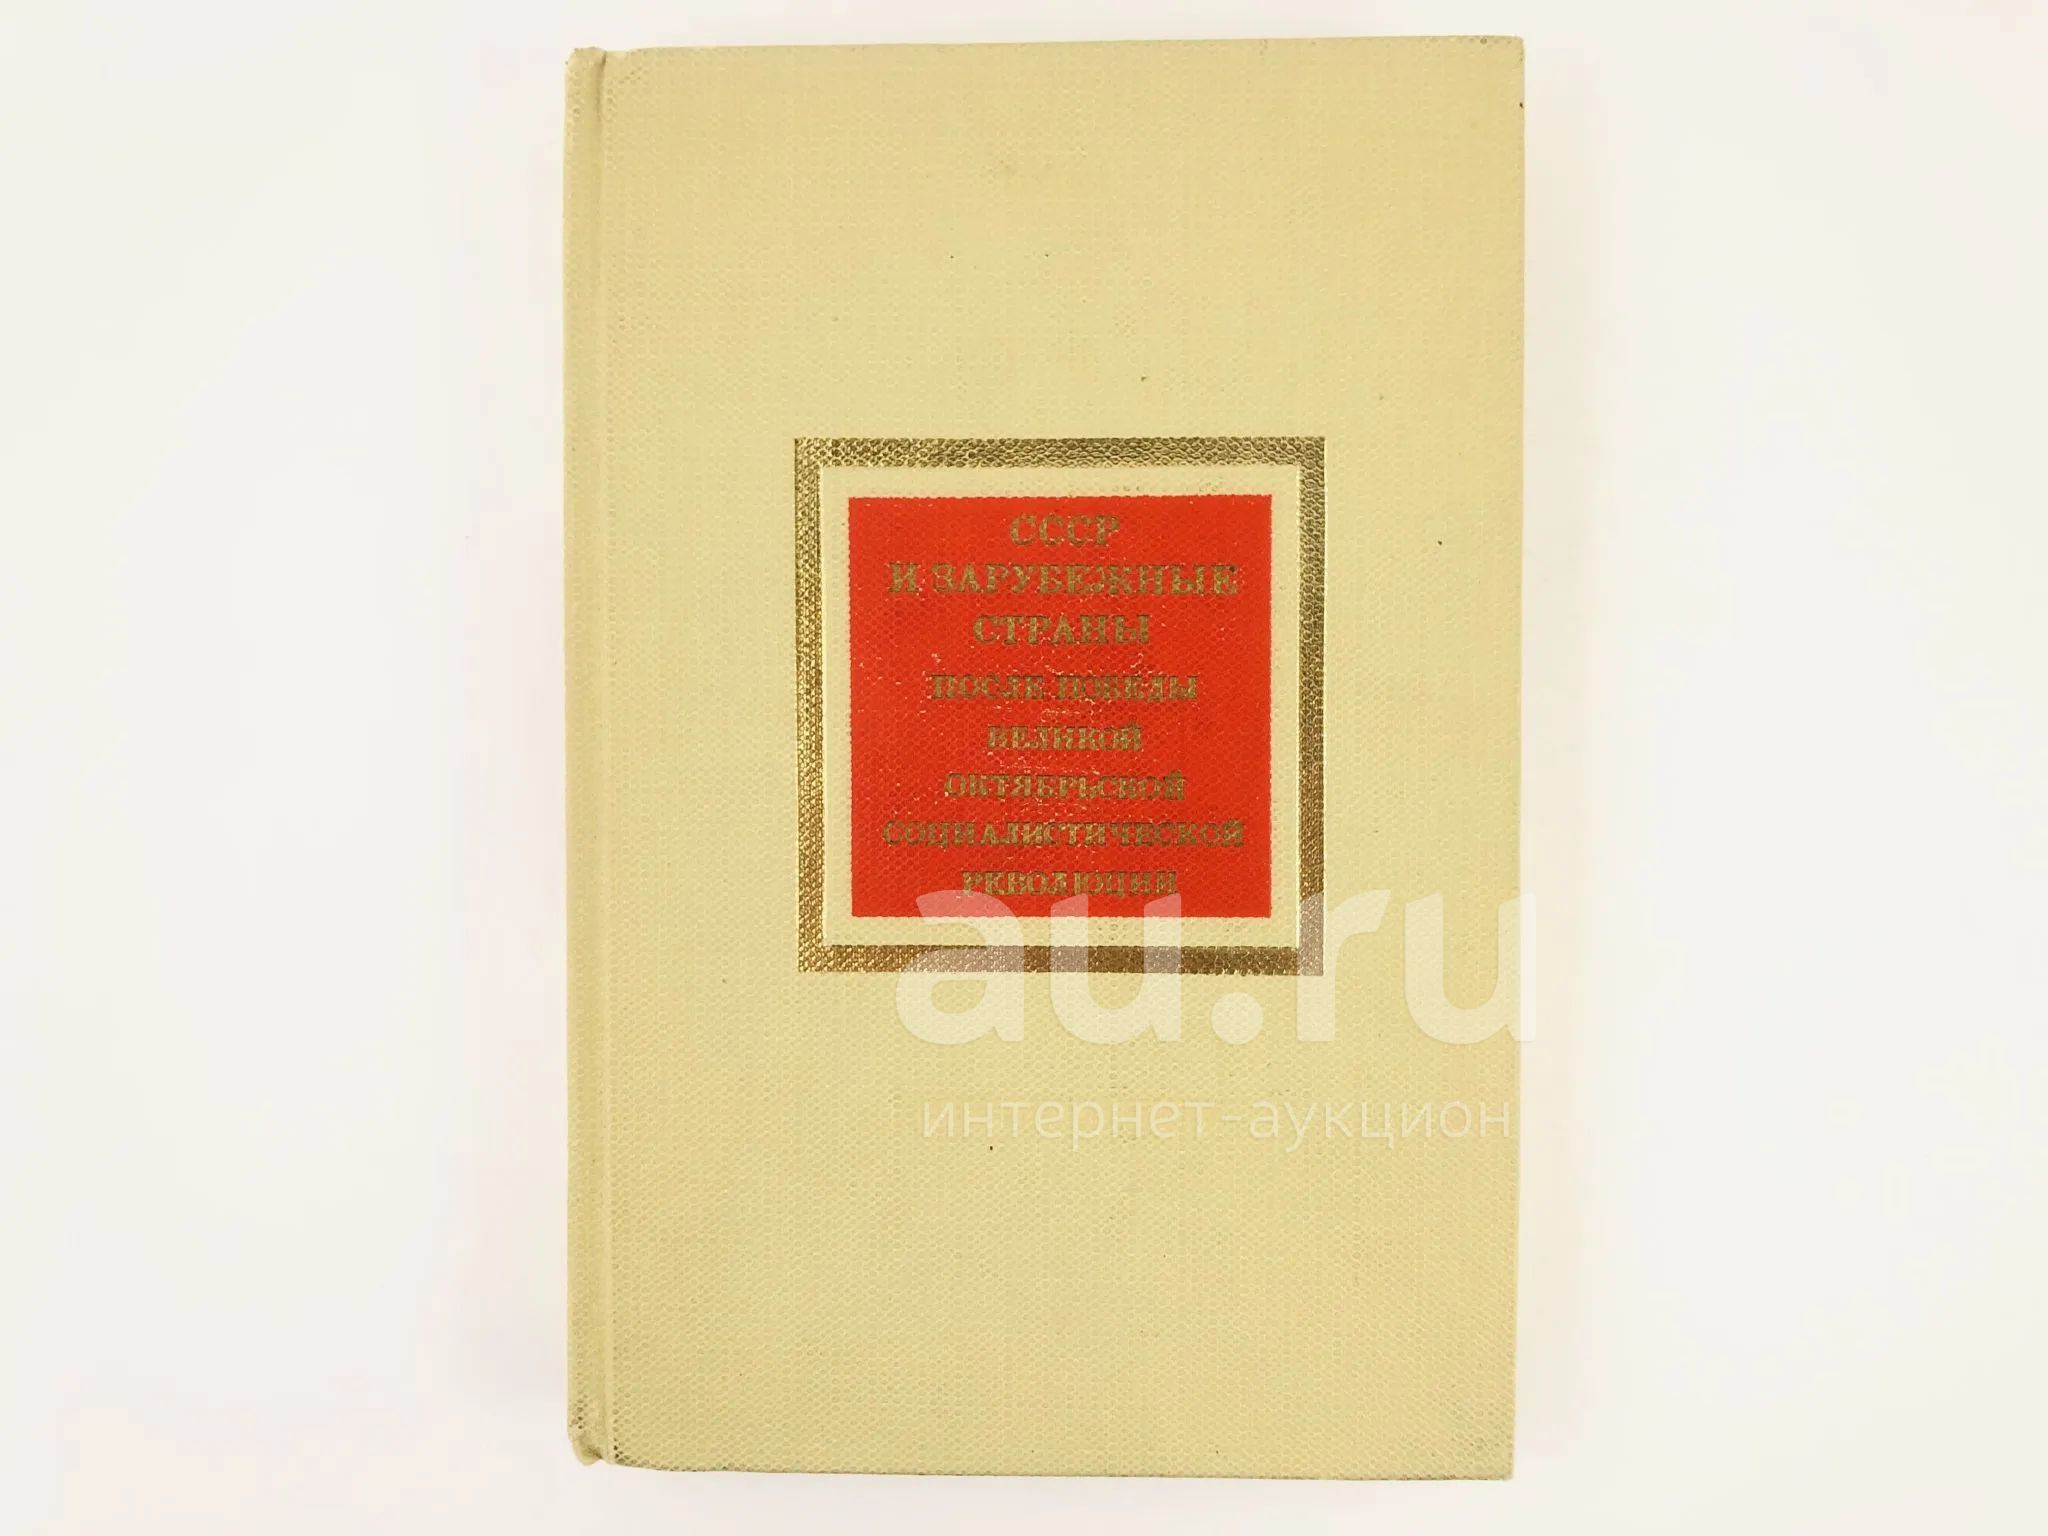 СССР
И ЗАРУБЕЖНЫЕ
СТРАНЫ
ПОСЛЕ ПОБЕДЫ
ВЕЛИКОЙ
ОКТЯБРЬСКОЙ
СОЦИАЛИСТИЧЕСКОЙ
РЕВОЛЮЦИИ
au.ru
интернет-аукцион